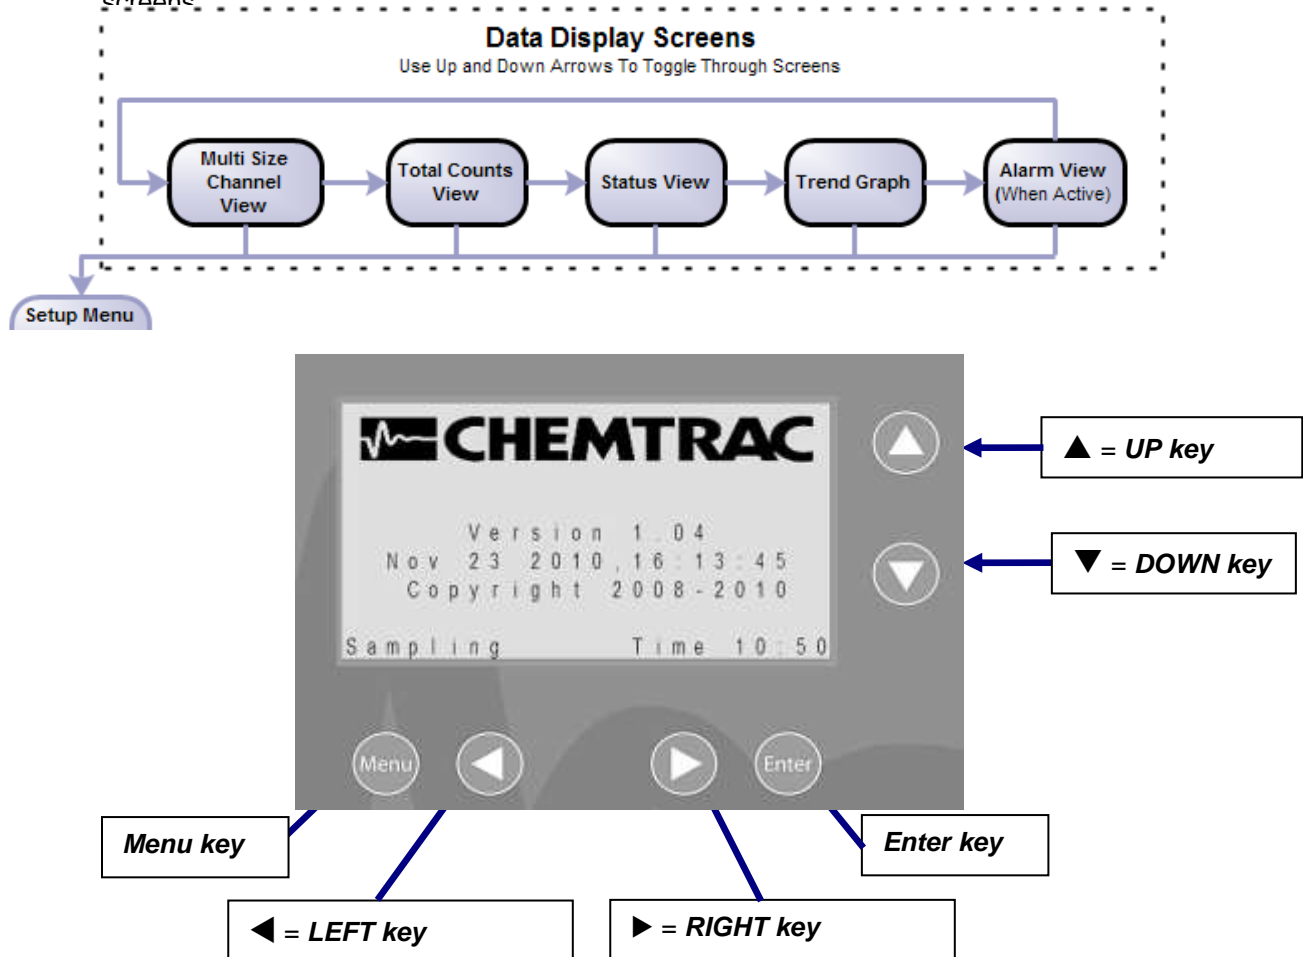 screens
Data Display Screens
Use Up and Down Arrows To Toggle Through Screens
Multi Size
Channel
View
Total Counts
View
Status View
Trend Graph
Alarm View
(When Active)
Setup Menu
CHEMTRAC
Version 1.04
Nov 23 2010,16:13:45
Copyright 2008-2010
Sampling Time 10:50
▲ = UP key
▼ = DOWN key
Menu
Enter
Menu key
Enter key
◀ = LEFT key
▶ = RIGHT key